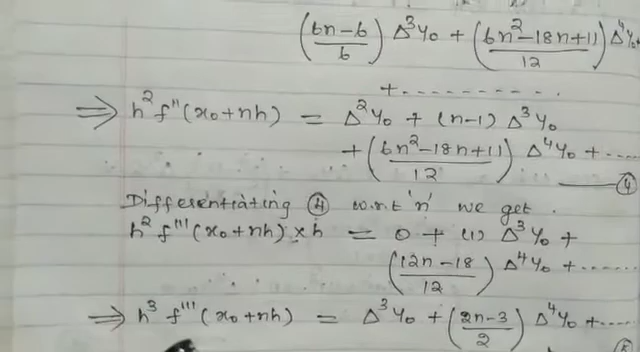 (6n-6/6) Δ³y₀ + (6n²-18n+11/12) Δ⁴y₀+
+ - - - - - - - - - -
⇒ h² f''(x₀+nh) = Δ²y₀ + (n-1) Δ³y₀
+ (6n²-18n+11/12) Δ⁴y₀ + ..... ④
Differentiating ④ w.r.t 'n' we get.
h² f'''(x₀+nh) × h = 0 + (1) Δ³y₀ +
(12n-18/12) Δ⁴y₀ + ......
⇒ h³ f'''(x₀+nh) = Δ³y₀ + (2n-3/2) Δ⁴y₀ + ..... ⑤